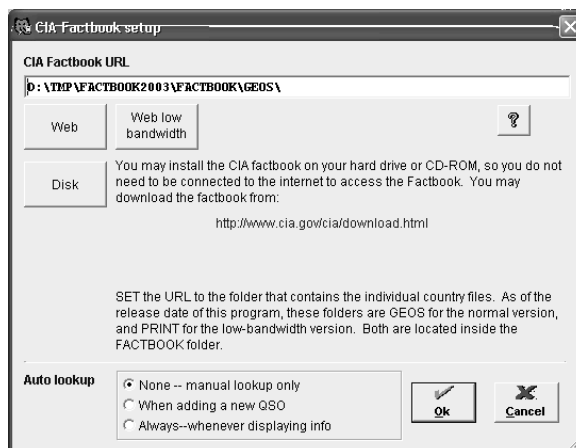 CIA Factbook setup
CIA Factbook URL
D:\TMP\FACTBOOK2003\FACTBOOK\GEOS\
Web
Web low
bandwidth
?
Disk
You may install the CIA factbook on your hard drive or CD-ROM, so you do not
need to be connected to the internet to access the Factbook. You may
download the factbook from:
http://www.cia.gov/cia/download.html
SET the URL to the folder that contains the individual country files. As of the
release date of this program, these folders are GEOS for the normal version,
and PRINT for the low-bandwidth version. Both are located inside the
FACTBOOK folder.
Auto lookup
None -- manual lookup only
When adding a new QSO
Always--whenever displaying info
Ok
Cancel